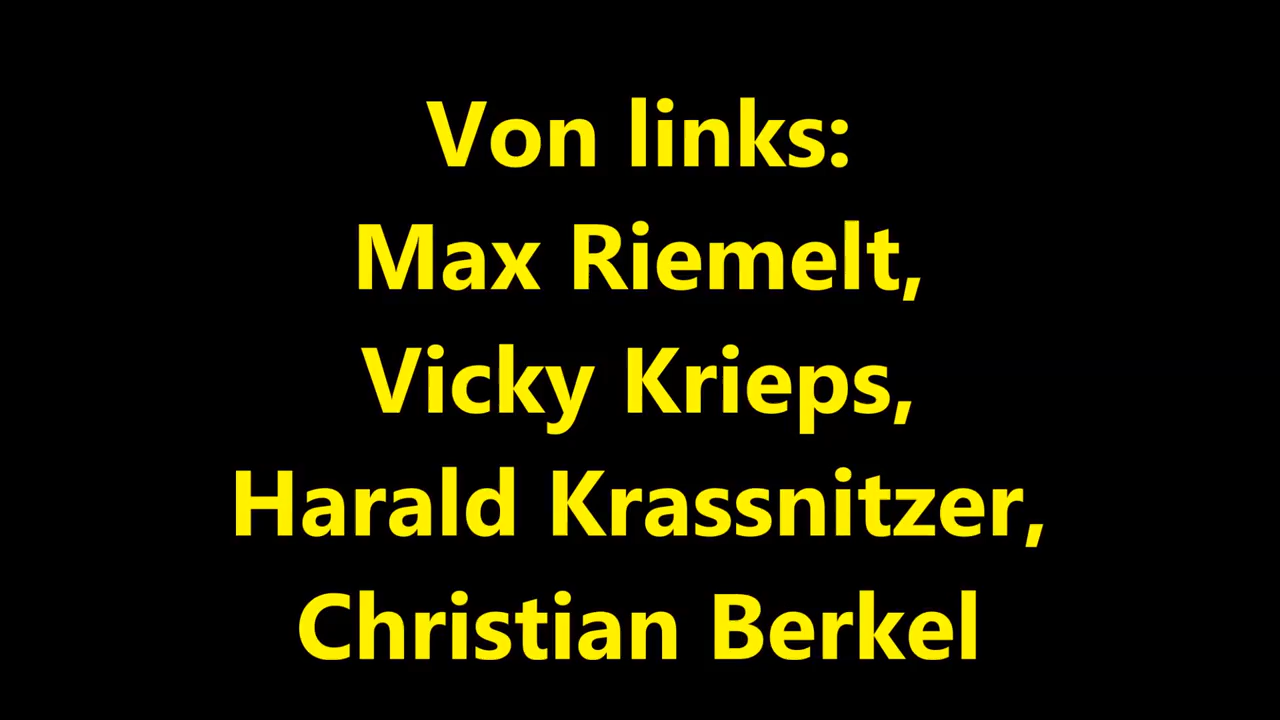 Von links:
Max Riemelt,
Vicky Krieps,
Harald Krassnitzer,
Christian Berkel